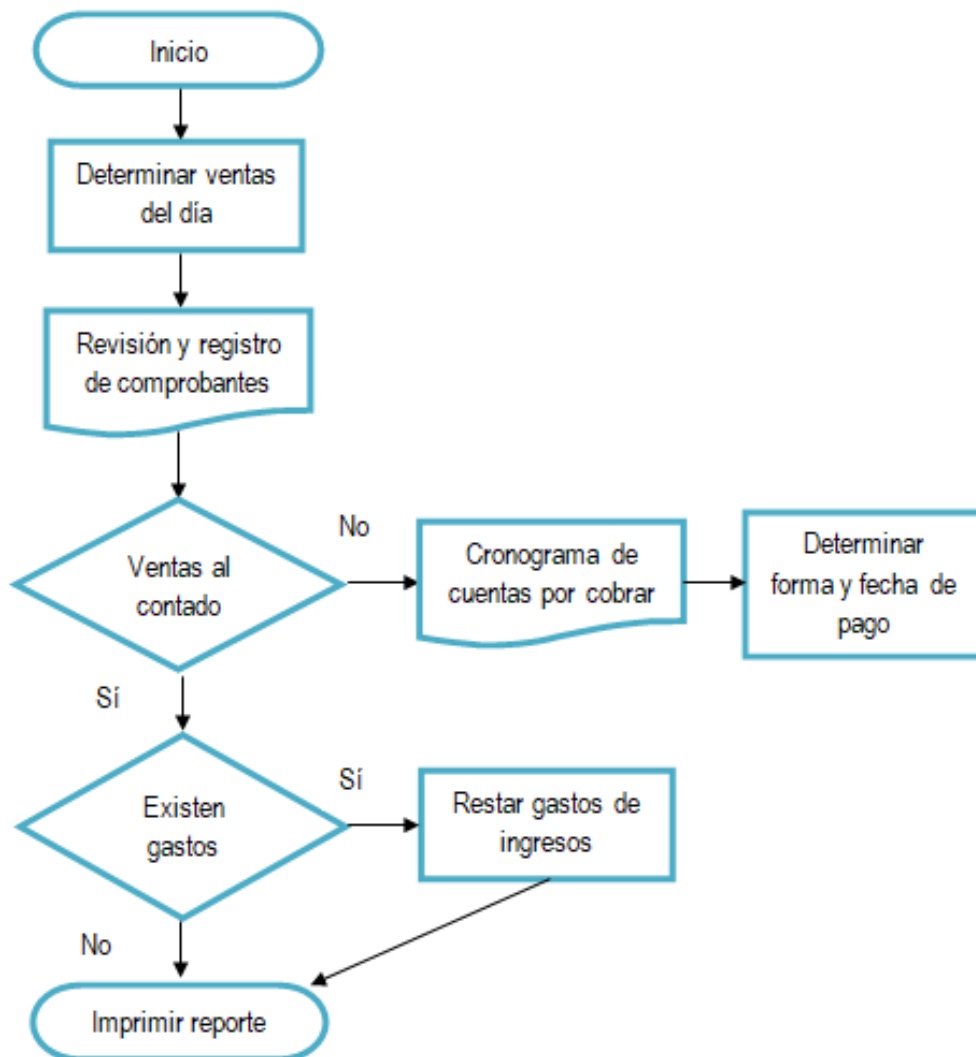 Inicio
Determinar ventas
del día
Revisión y registro
de comprobantes
Ventas al
contado
No
Cronograma de
cuentas por cobrar
Determinar
forma y fecha de
pago
Sí
Existen
gastos
Sí
Restar gastos de
ingresos
No
Imprimir reporte